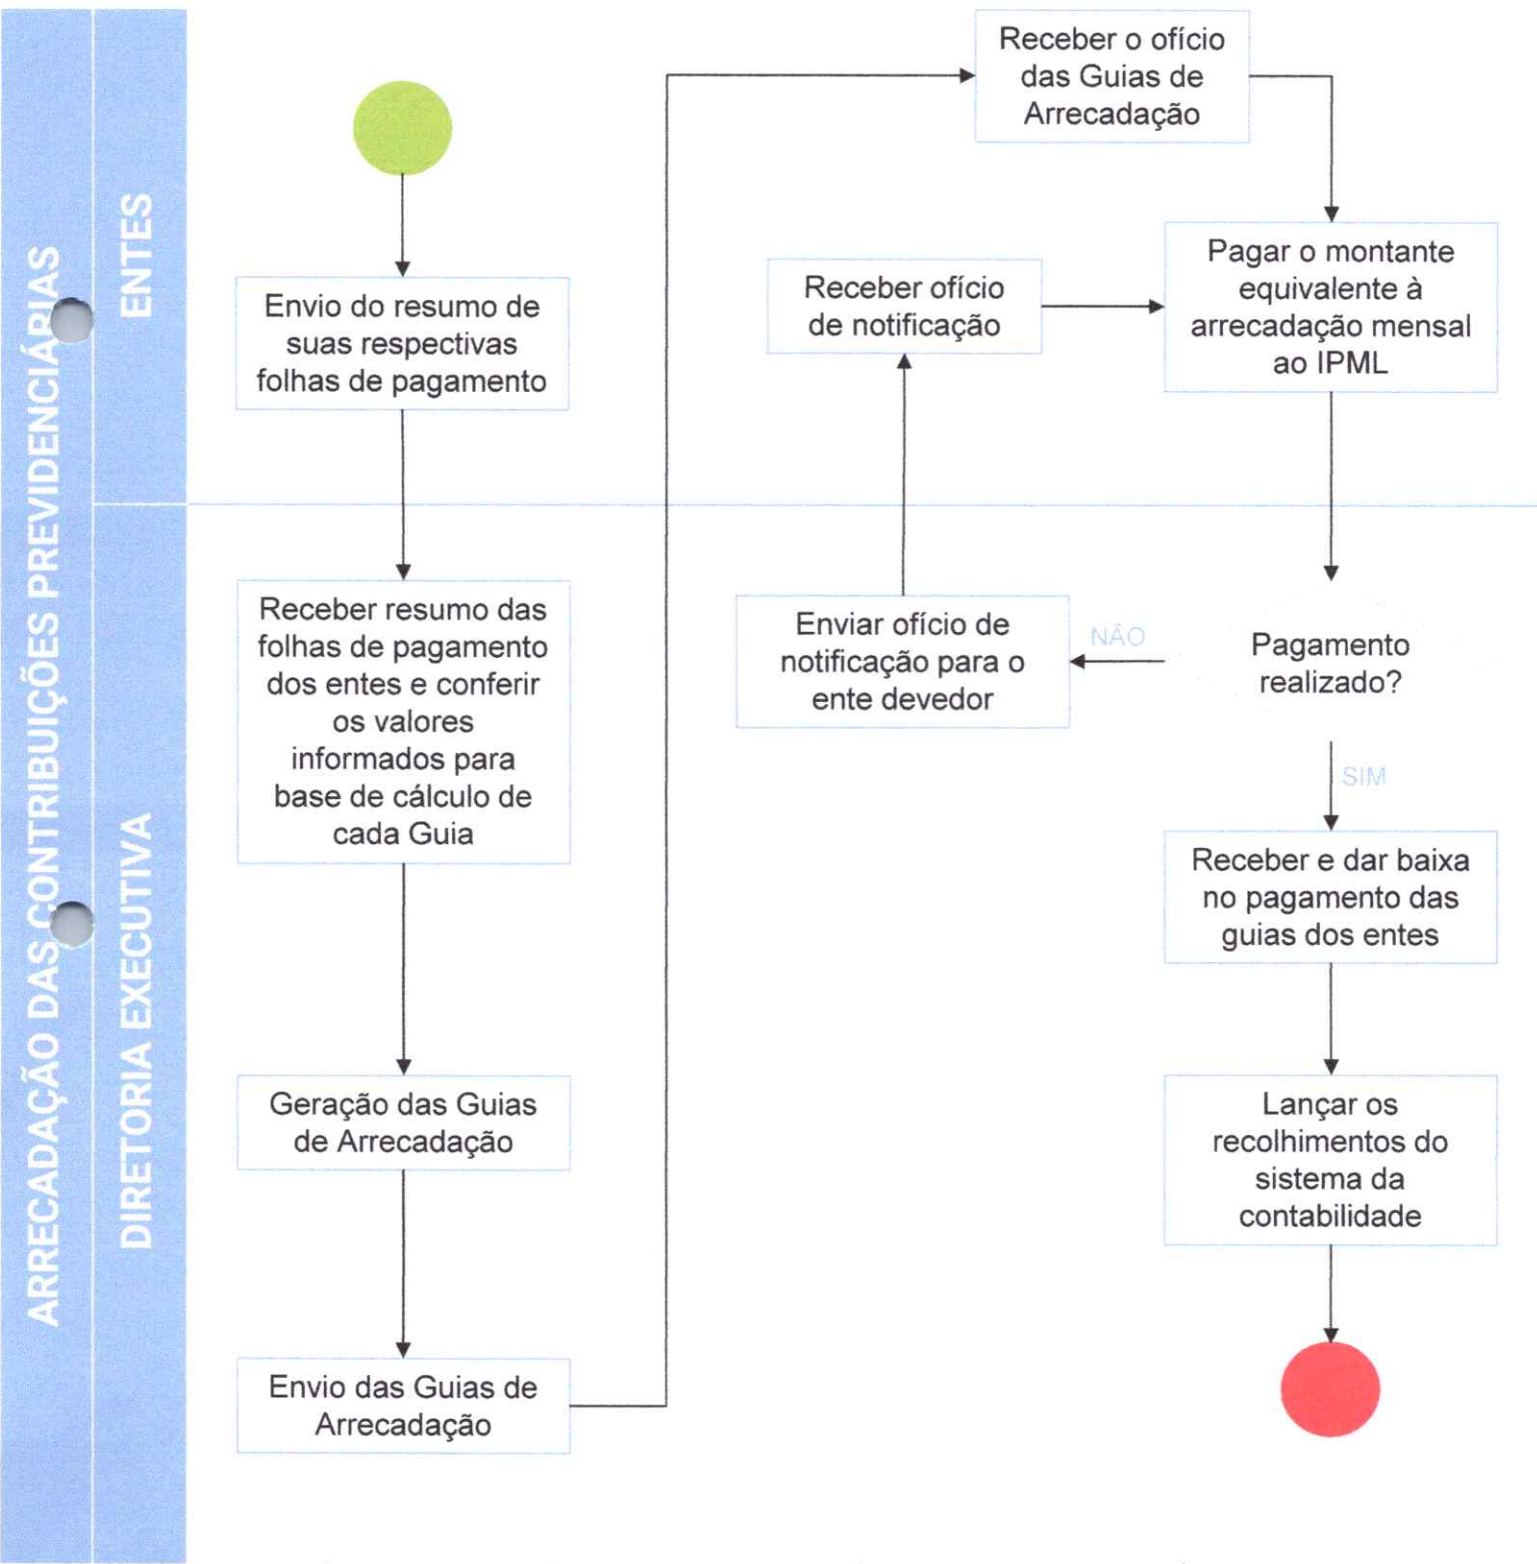 ARRECADAÇÃO DAS CONTRIBUIÇÕES PREVIDENCIÁRIAS
ENTES
Envio do resumo de
suas respectivas
folhas de pagamento
Receber o ofício
das Guias de
Arrecadação
Receber ofício
de notificação
Pagar o montante
equivalente à
arrecadação mensal
ao IPML
DIRETORIA EXECUTIVA
Receber resumo das
folhas de pagamento
dos entes e conferir
os valores
informados para
base de cálculo de
cada Guia
Geração das Guias
de Arrecadação
Envio das Guias de
Arrecadação
Enviar ofício de
notificação para o
ente devedor
NÃO
Pagamento
realizado?
SIM
Receber e dar baixa
no pagamento das
guias dos entes
Lançar os
recolhimentos do
sistema da
contabilidade